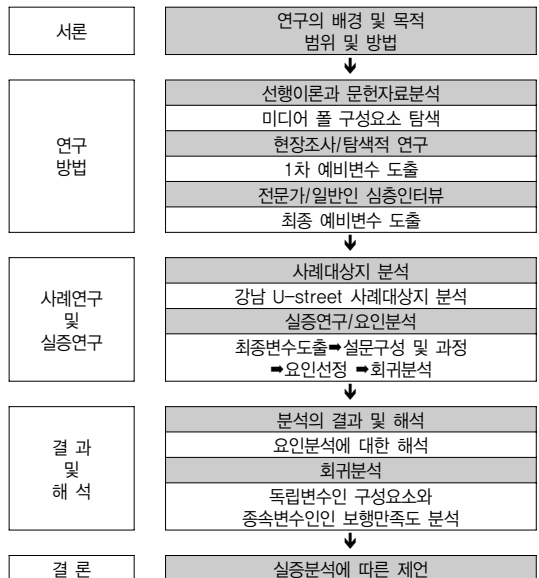 서론
연구의 배경 및 목적
범위 및 방법
🡻
연구
방법
선행이론과 문헌자료분석
미디어 폴 구성요소 탐색
현장조사/탐색적 연구
1차 예비변수 도출
전문가/일반인 심층인터뷰
최종 예비변수 도출
🡻
사례연구
및
실증연구
사례대상지 분석
강남 U-street 사례대상지 분석
실증연구/요인분석
최종변수도출➡설문구성 및 과정
➡요인선정 ➡회귀분석
🡻
결 과
및
해 석
분석의 결과 및 해석
요인분석에 대한 해석
회귀분석
독립변수인 구성요소와
종속변수인인 보행만족도 분석
🡻
결 론
실증분석에 따른 제언